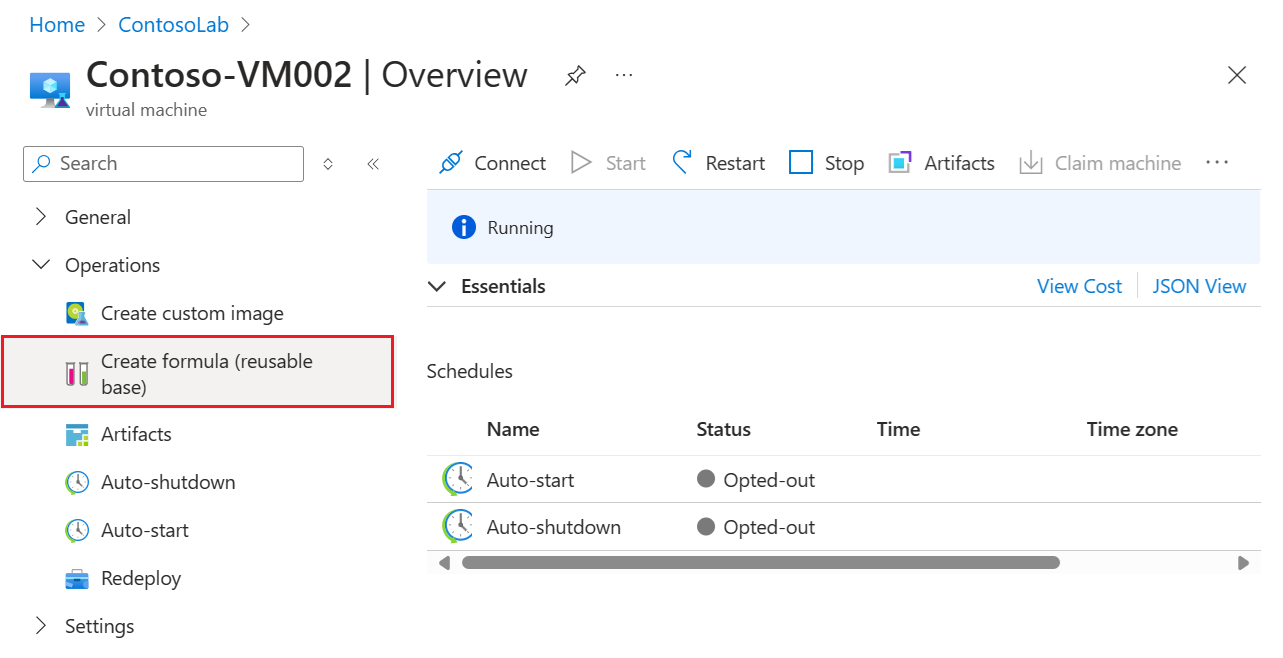 Home > ContosoLab >
Contoso-VM002 | Overview
virtual machine
Search
General
Operations
Create custom image
Create formula (reusable
base)
Artifacts
Auto-shutdown
Auto-start
Redeploy
Settings
Connect Start Restart Stop Artifacts Claim machine
Running
Essentials View Cost JSON View
Schedules
Name Status Time Time zone
Auto-start Opted-out
Auto-shutdown Opted-out